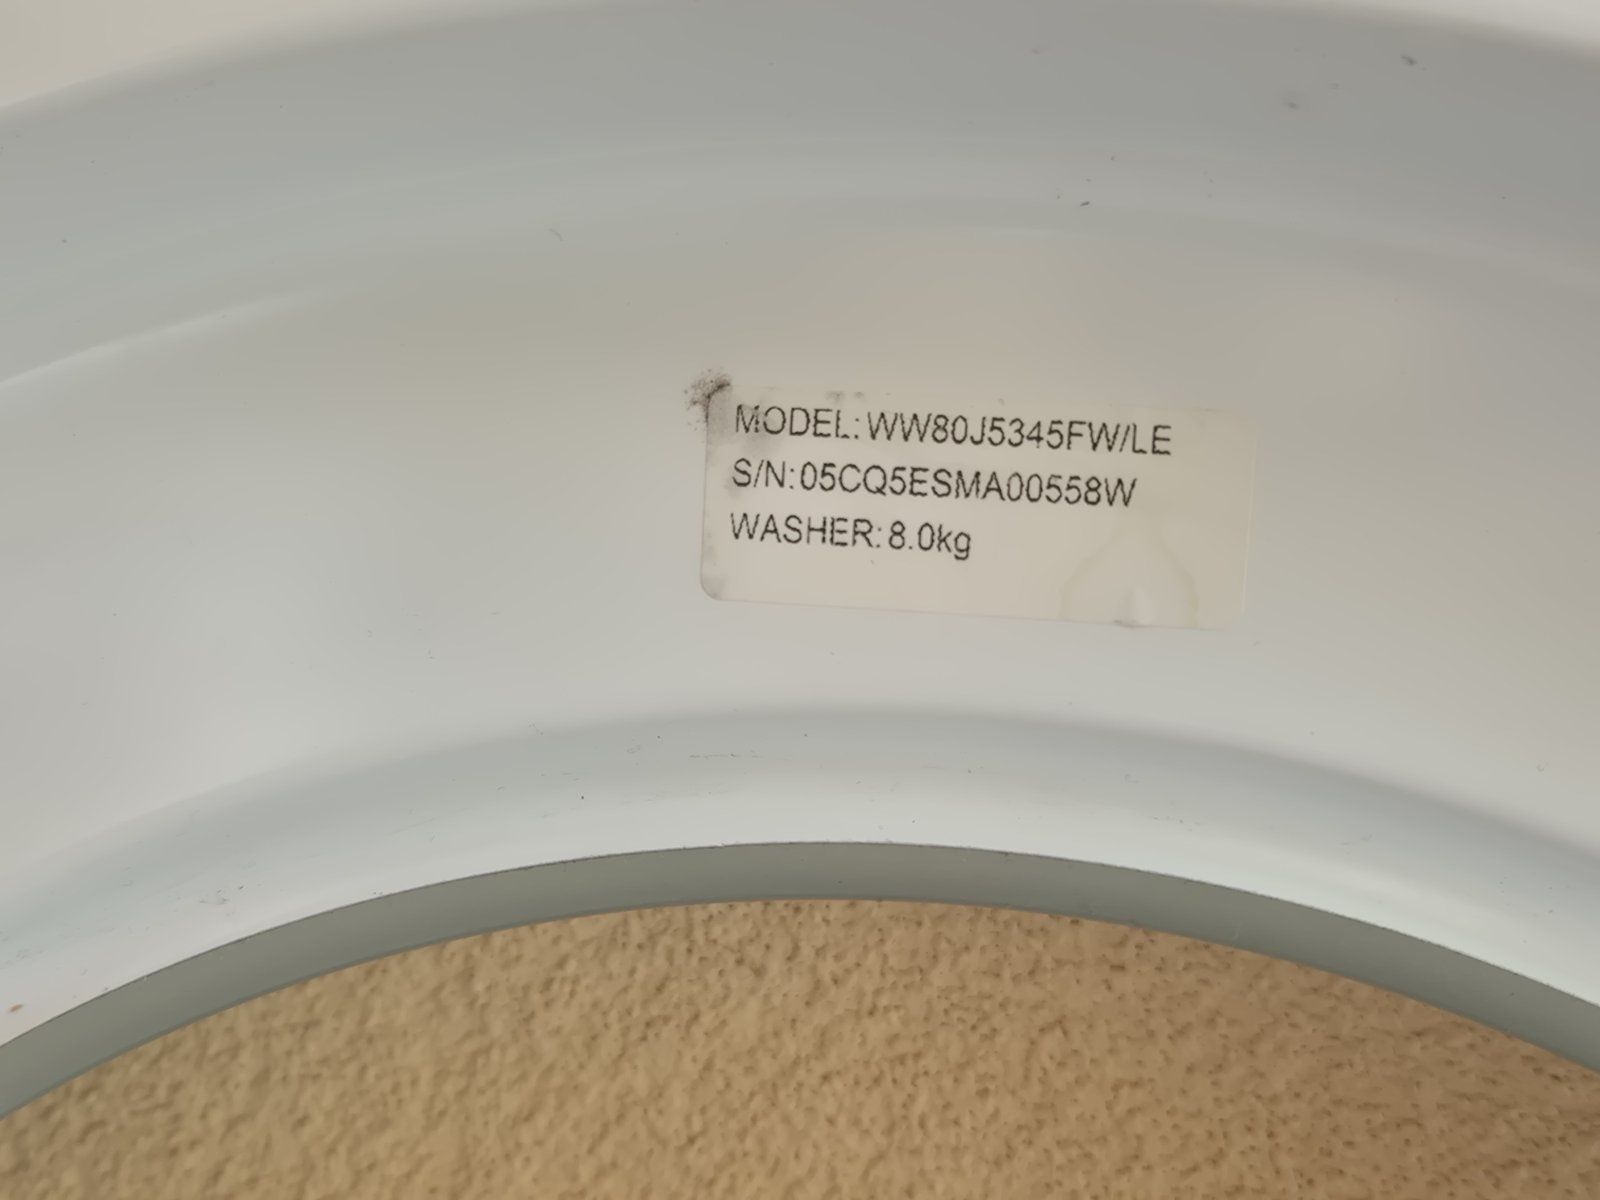 MODEL: WW80J5345FW/LE
S/N: 05CQ5ESMA00558W
WASHER: 8.0kg